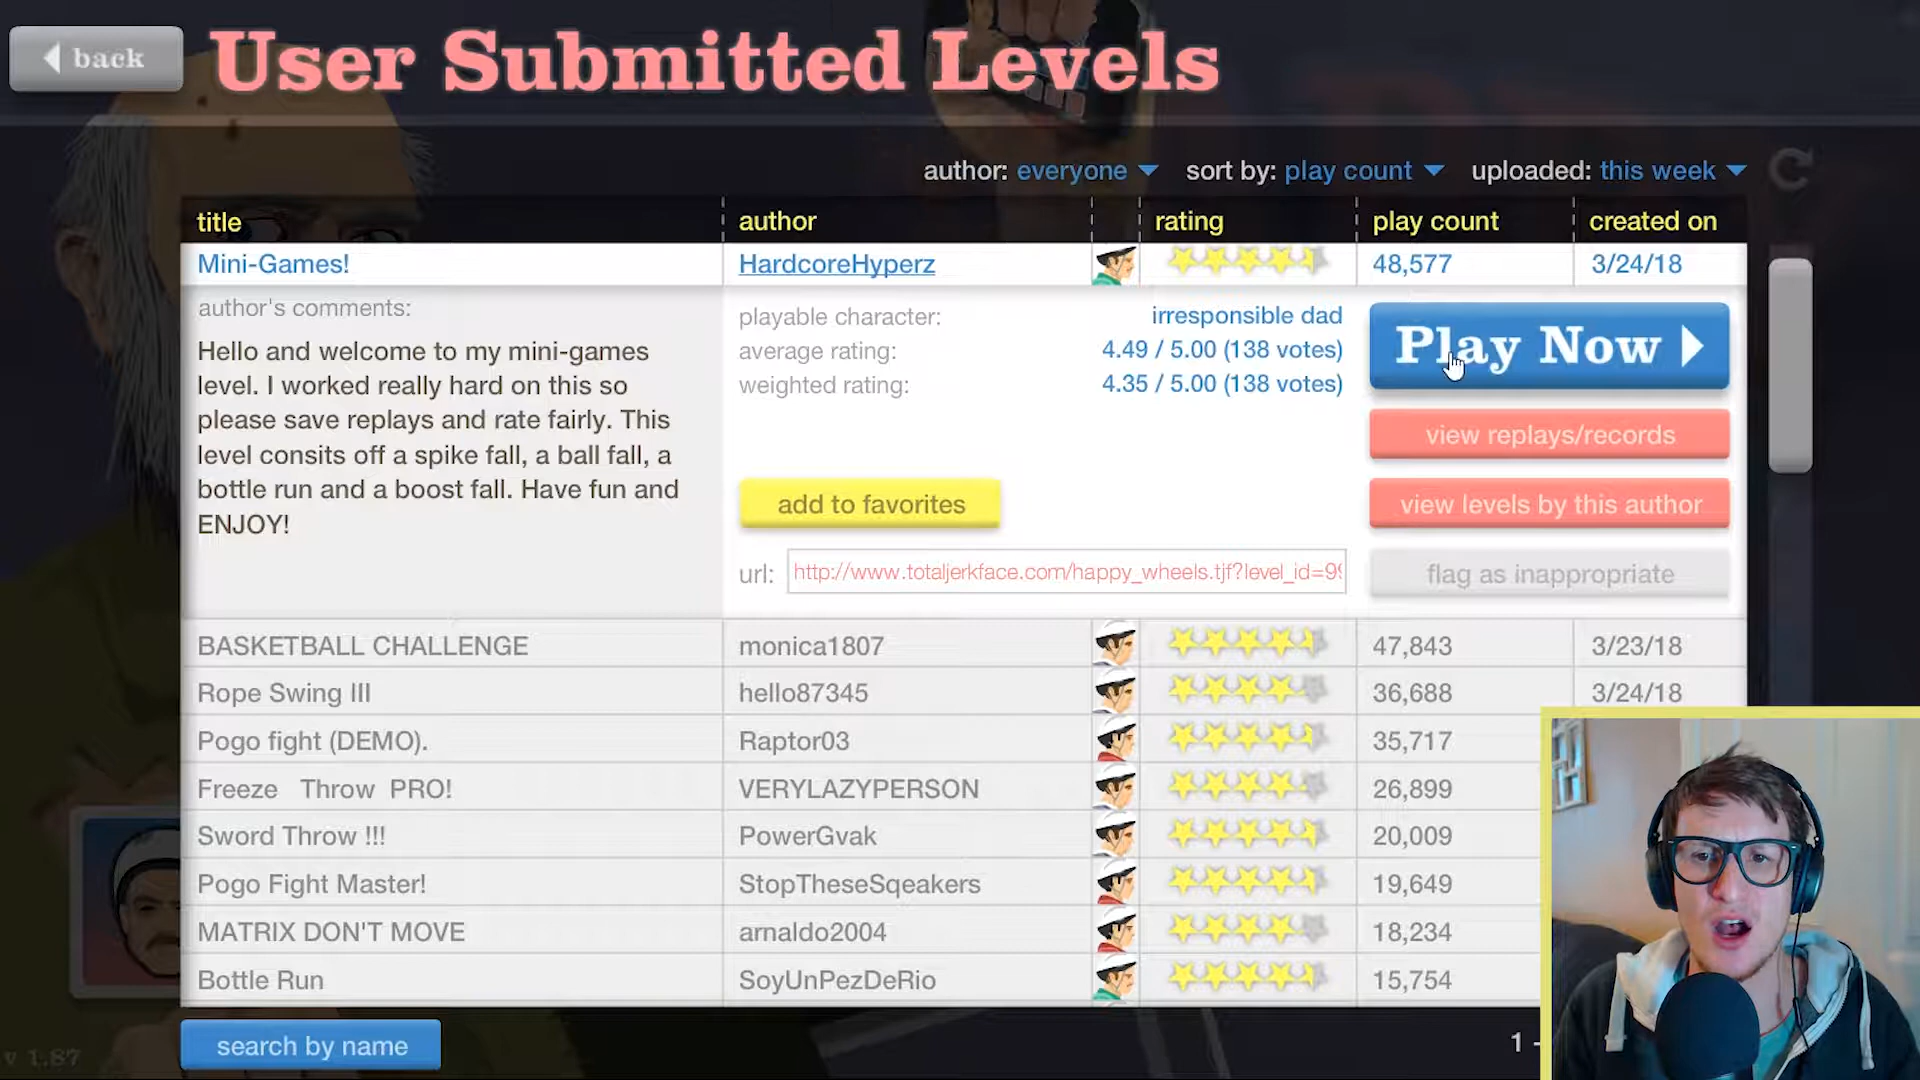 back
User Submitted Levels
author: everyone sort by: play count uploaded: this week
title author rating play count created on
Mini-Games! HardcoreHyperz 48,577 3/24/18
author's comments:
Hello and welcome to my mini-games
level. I worked really hard on this so
please save replays and rate fairly. This
level consits off a spike fall, a ball fall, a
bottle run and a boost fall. Have fun and
ENJOY!
playable character: irresponsible dad
average rating: 4.49 / 5.00 (138 votes)
weighted rating: 4.35 / 5.00 (138 votes)
add to favorites
url: http://www.totaljerkface.com/happy_wheels.tjf?level_id=9
Play Now
view replays/records
view levels by this author
flag as inappropriate
BASKETBALL CHALLENGE monica1807 47,843 3/23/18
Rope Swing III hello87345 36,688 3/24/18
Pogo fight (DEMO). Raptor03 35,717
Freeze Throw PRO! VERYLAZYPERSON 26,899
Sword Throw !!! PowerGvak 20,009
Pogo Fight Master! StopTheseSqeakers 19,649
MATRIX DON'T MOVE arnaldo2004 18,234
Bottle Run SoyUnPezDeRio 15,754
search by name
1 -
v 1.87